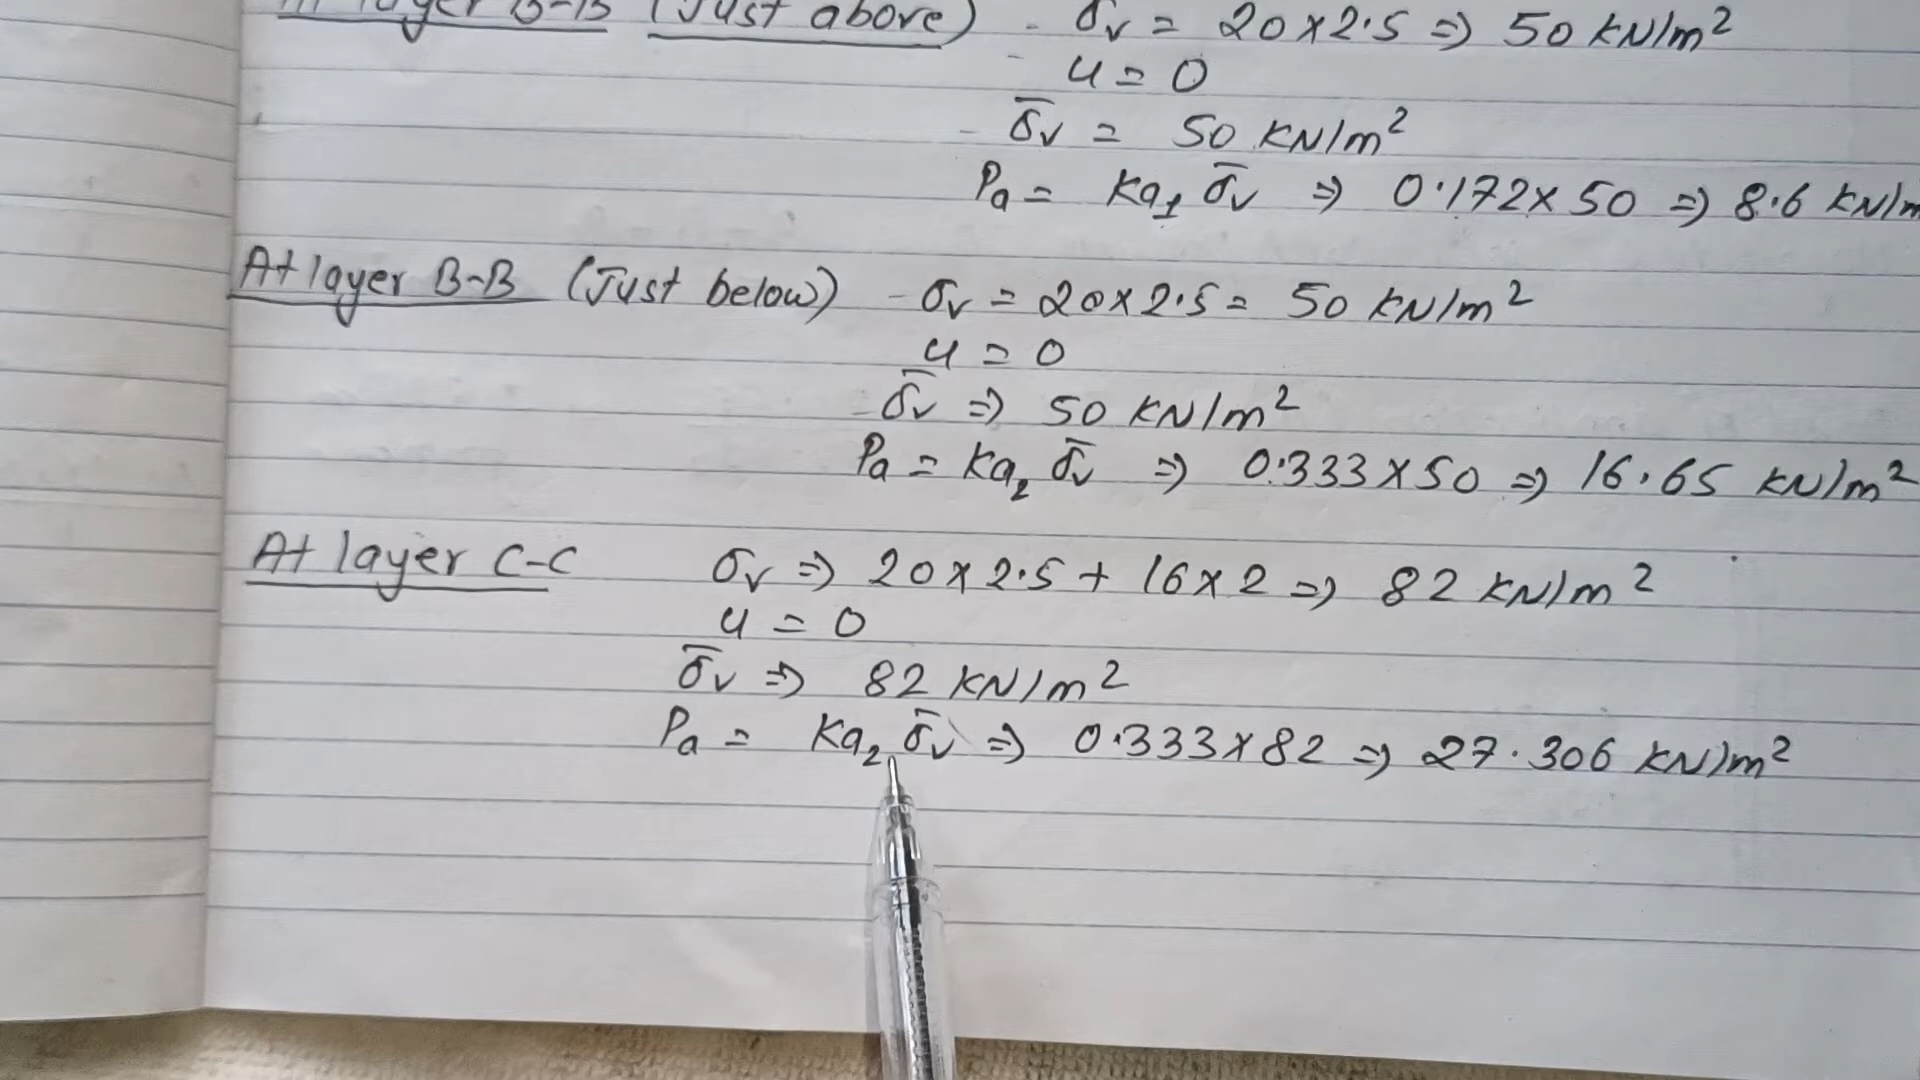 At layer B-B (Just above) - σv = 20×2.5 ⇒ 50 KN/m²
- u = 0
- σ̄v = 50 KN/m²
Pa = Ka₁ σ̄v ⇒ 0.172×50 ⇒ 8.6 KN/m
At layer B-B (Just below) - σv = 20×2.5 = 50 KN/m²
u = 0
- σ̄v ⇒ 50 KN/m²
Pa = Ka₂ σ̄v ⇒ 0.333×50 ⇒ 16.65 KN/m²
At layer C-C σv ⇒ 20×2.5 + 16×2 ⇒ 82 KN/m²
u = 0
σ̄v ⇒ 82 KN/m²
Pa = Ka₂ σ̄v ⇒ 0.333×82 ⇒ 27.306 KN/m²